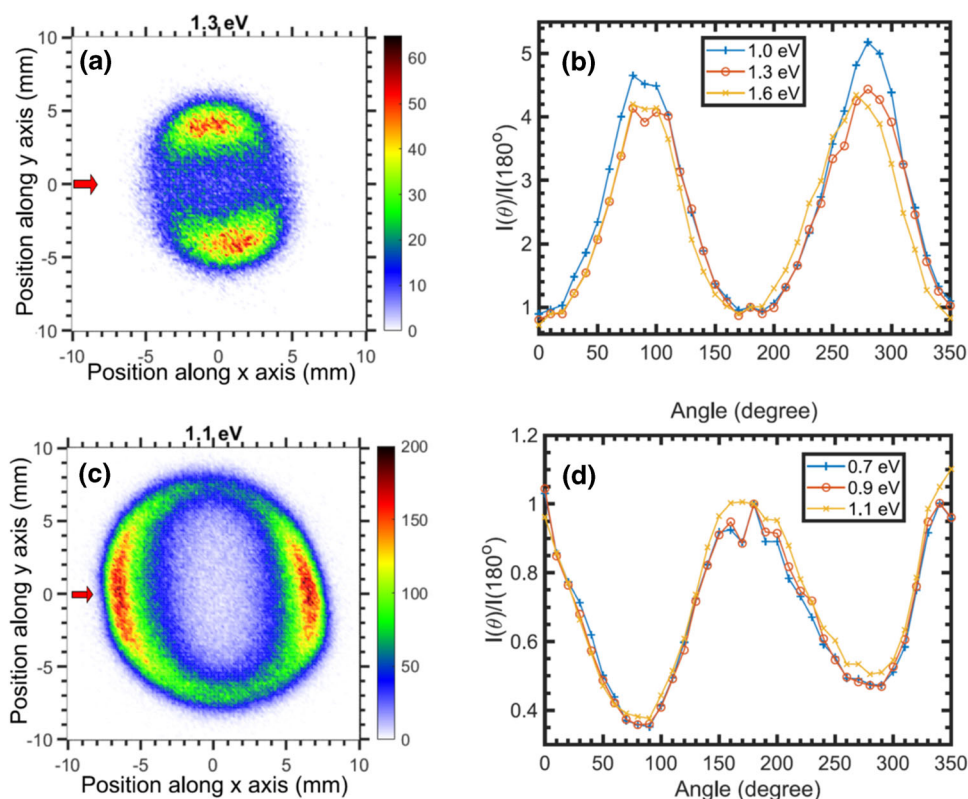 1.3 eV
(a)
10
5
0
-5
-10
-10 -5 0 5 10
Position along y axis (mm)
Position along x axis (mm)
60
50
40
30
20
10
0
(b)
1.0 eV
1.3 eV
1.6 eV
5
4
3
2
1
0 50 100 150 200 250 300 350
I(θ)/I(180°)
Angle (degree)
1.1 eV
(c)
10
5
0
-5
-10
-10 -5 0 5 10
Position along y axis (mm)
Position along x axis (mm)
200
150
100
50
0
(d)
0.7 eV
0.9 eV
1.1 eV
1.2
1
0.8
0.6
0.4
0 50 100 150 200 250 300 350
I(θ)/I(180°)
Angle (degree)